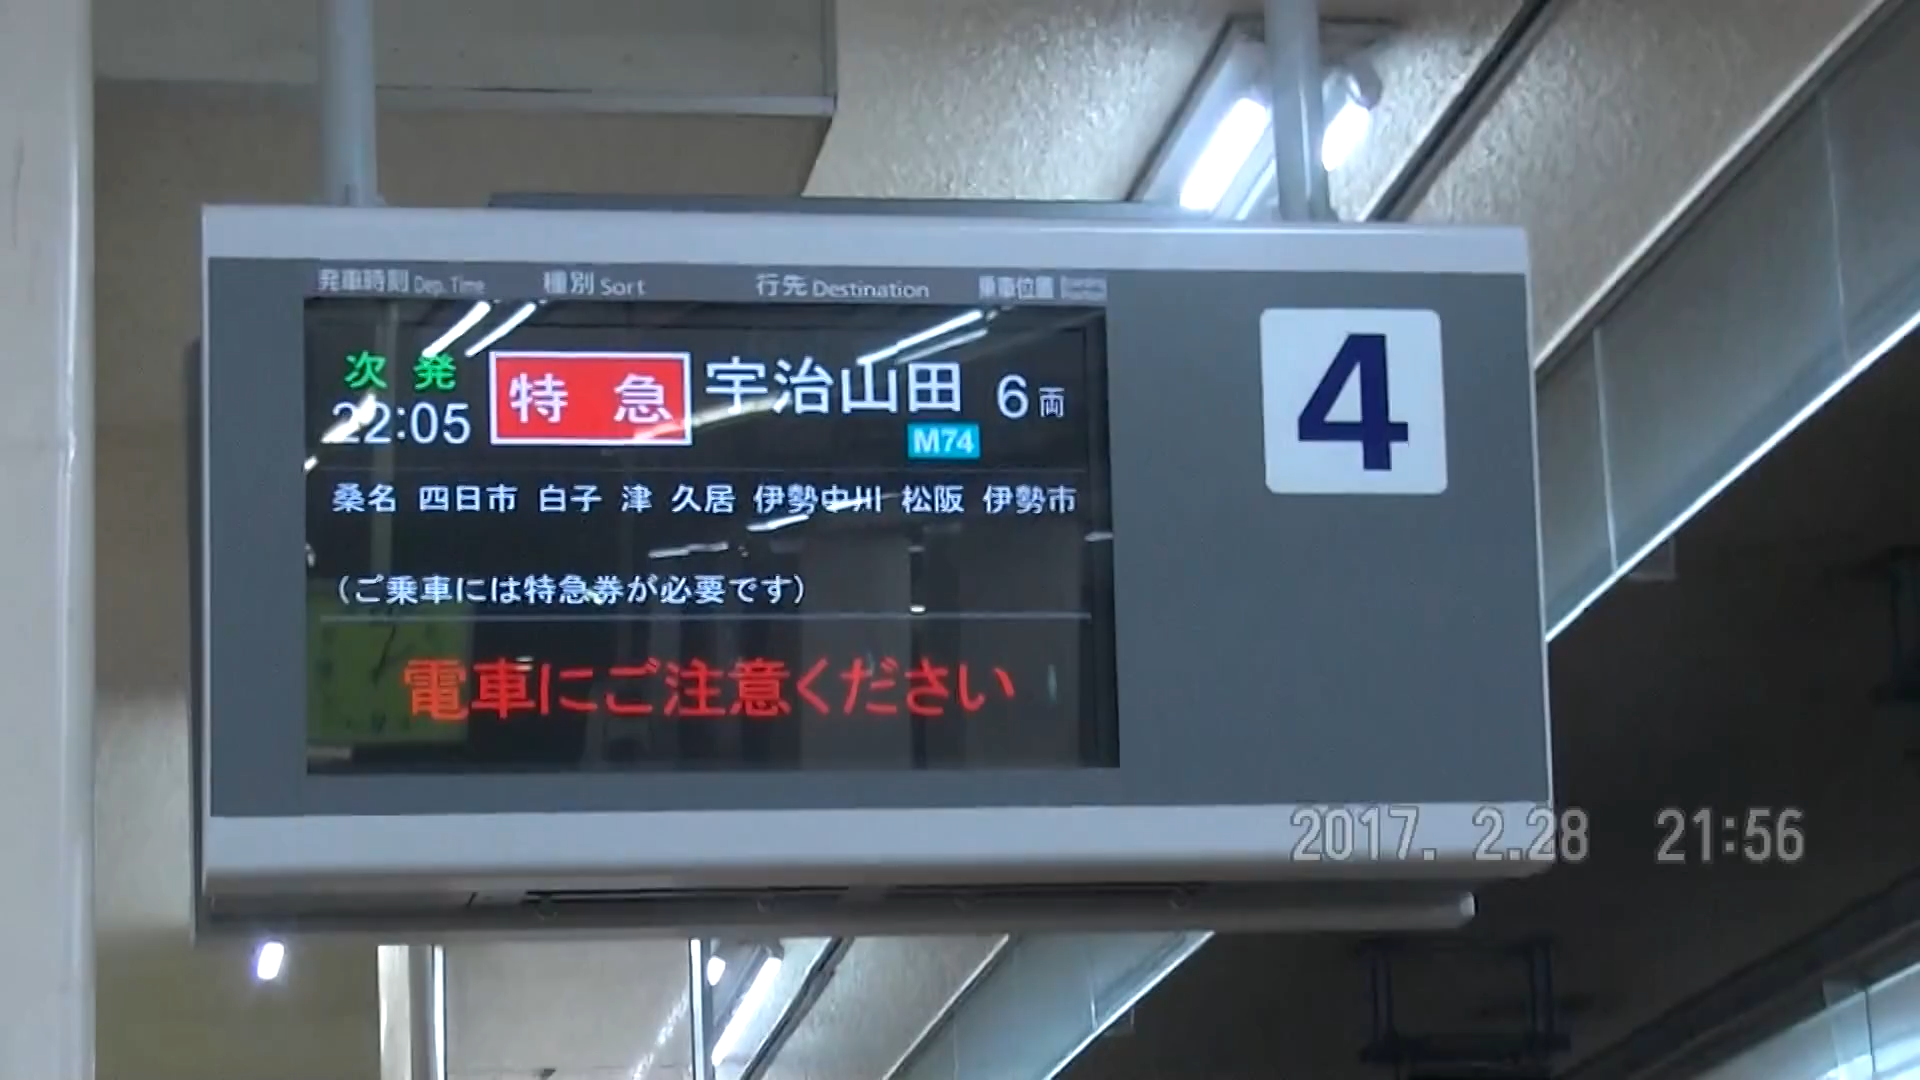 発車時刻 Dep. Time 種別 Sort 行先 Destination 乗車位置
次発
22:05 特急 宇治山田 6両
M74
桑名 四日市 白子 津 久居 伊勢中川 松阪 伊勢市
(ご乗車には特急券が必要です)
電車にご注意ください
4
2017. 2.28 21:56